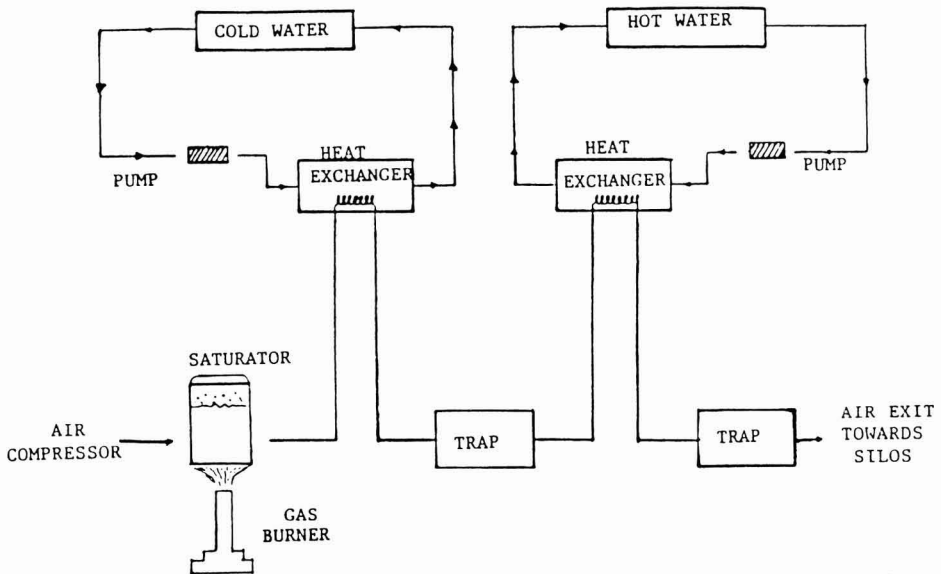 COLD WATER
HOT WATER
PUMP
HEAT
EXCHANGER
HEAT
EXCHANGER
PUMP
SATURATOR
AIR
COMPRESSOR
TRAP
TRAP
AIR EXIT
TOWARDS
SILOS
GAS
BURNER